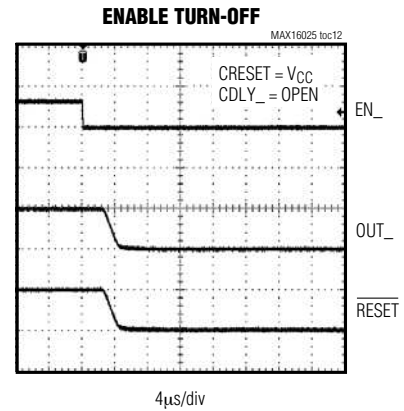 ENABLE TURN-OFF
MAX16025 toc12
CRESET = VCC
CDLY_ = OPEN
EN_
OUT_
RESET
4μs/div